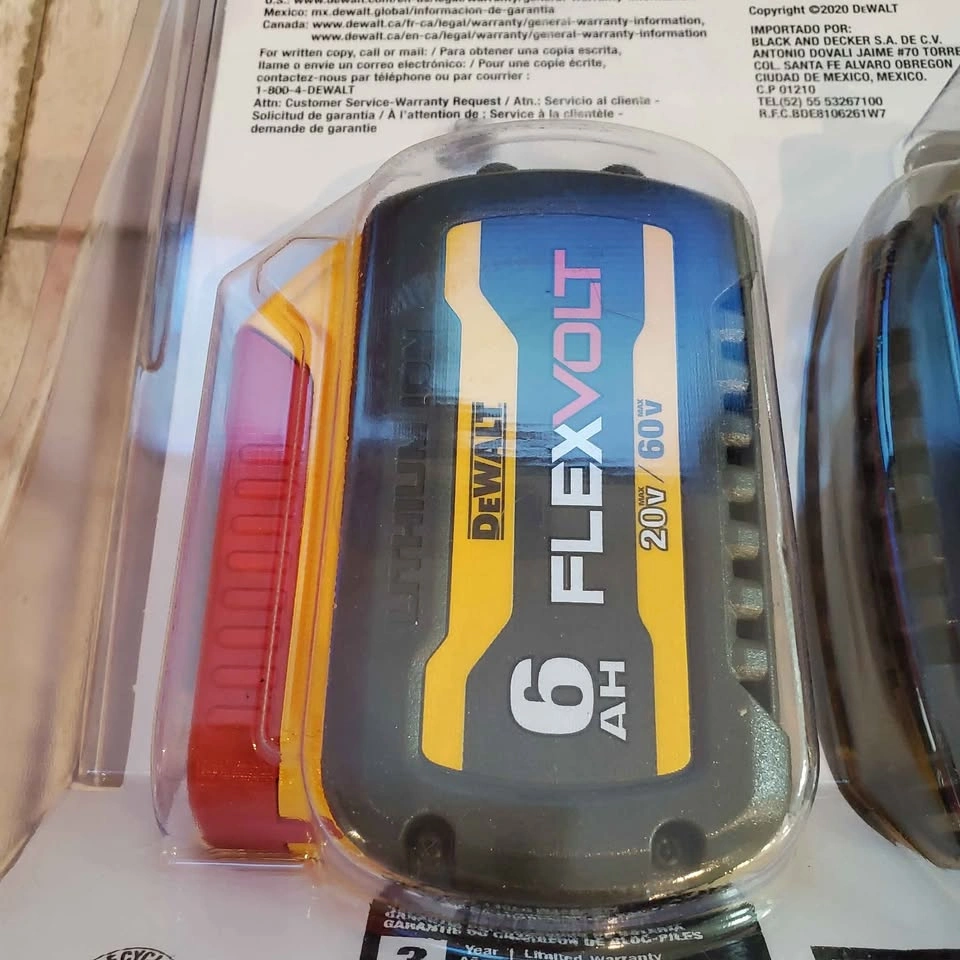 Mexico: mx.dewalt.global/informacion-de-garantia
Canada: www.dewalt.ca/fr-ca/legal/warranty/general-warranty-information,
www.dewalt.ca/en-ca/legal/warranty/general-warranty-information
For written copy, call or mail: / Para obtener una copia escrita,
llame o envíe un correo electrónico: / Pour une copie écrite,
contactez-nous par téléphone ou par courrier :
1-800-4-DEWALT
Attn: Customer Service-Warranty Request / Atn.: Servicio al cliente -
Solicitud de garantía / À l'attention de : Service à la clientèle -
demande de garantie
Copyright ©2020 DEWALT
IMPORTADO POR:
BLACK AND DECKER S.A. DE C.V.
ANTONIO DOVALI JAIME #70 TORRE
COL. SANTA FE ALVARO OBREGON
CIUDAD DE MEXICO, MEXICO.
C.P 01210
TEL(52) 55 53267100
R.F.C.BDE8106261W7
LITHIUM ION
DEWALT
FLEXVOLT
20V MAX / 60V MAX
6 AH
3 Year Limited Warranty